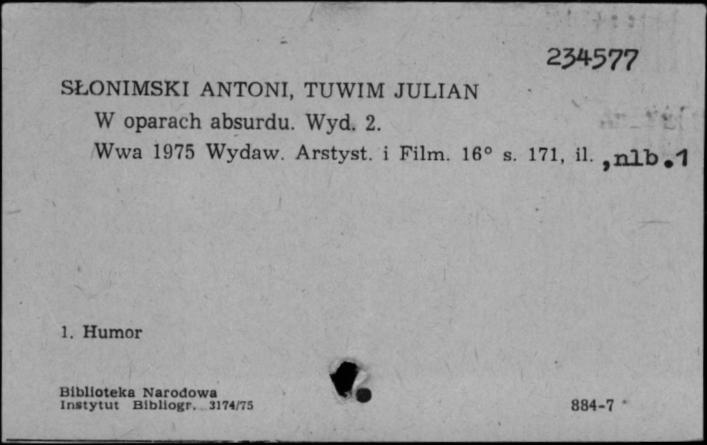 234577
SŁONIMSKI ANTONI, TUWIM JULIAN
W oparach absurdu. Wyd. 2.
Wwa 1975 Wydaw. Arstyst. i Film. 16° s. 171, il. ,nlb.1
1. Humor
Biblioteka Narodowa
Instytut Bibliogr. 3174/75
884-7